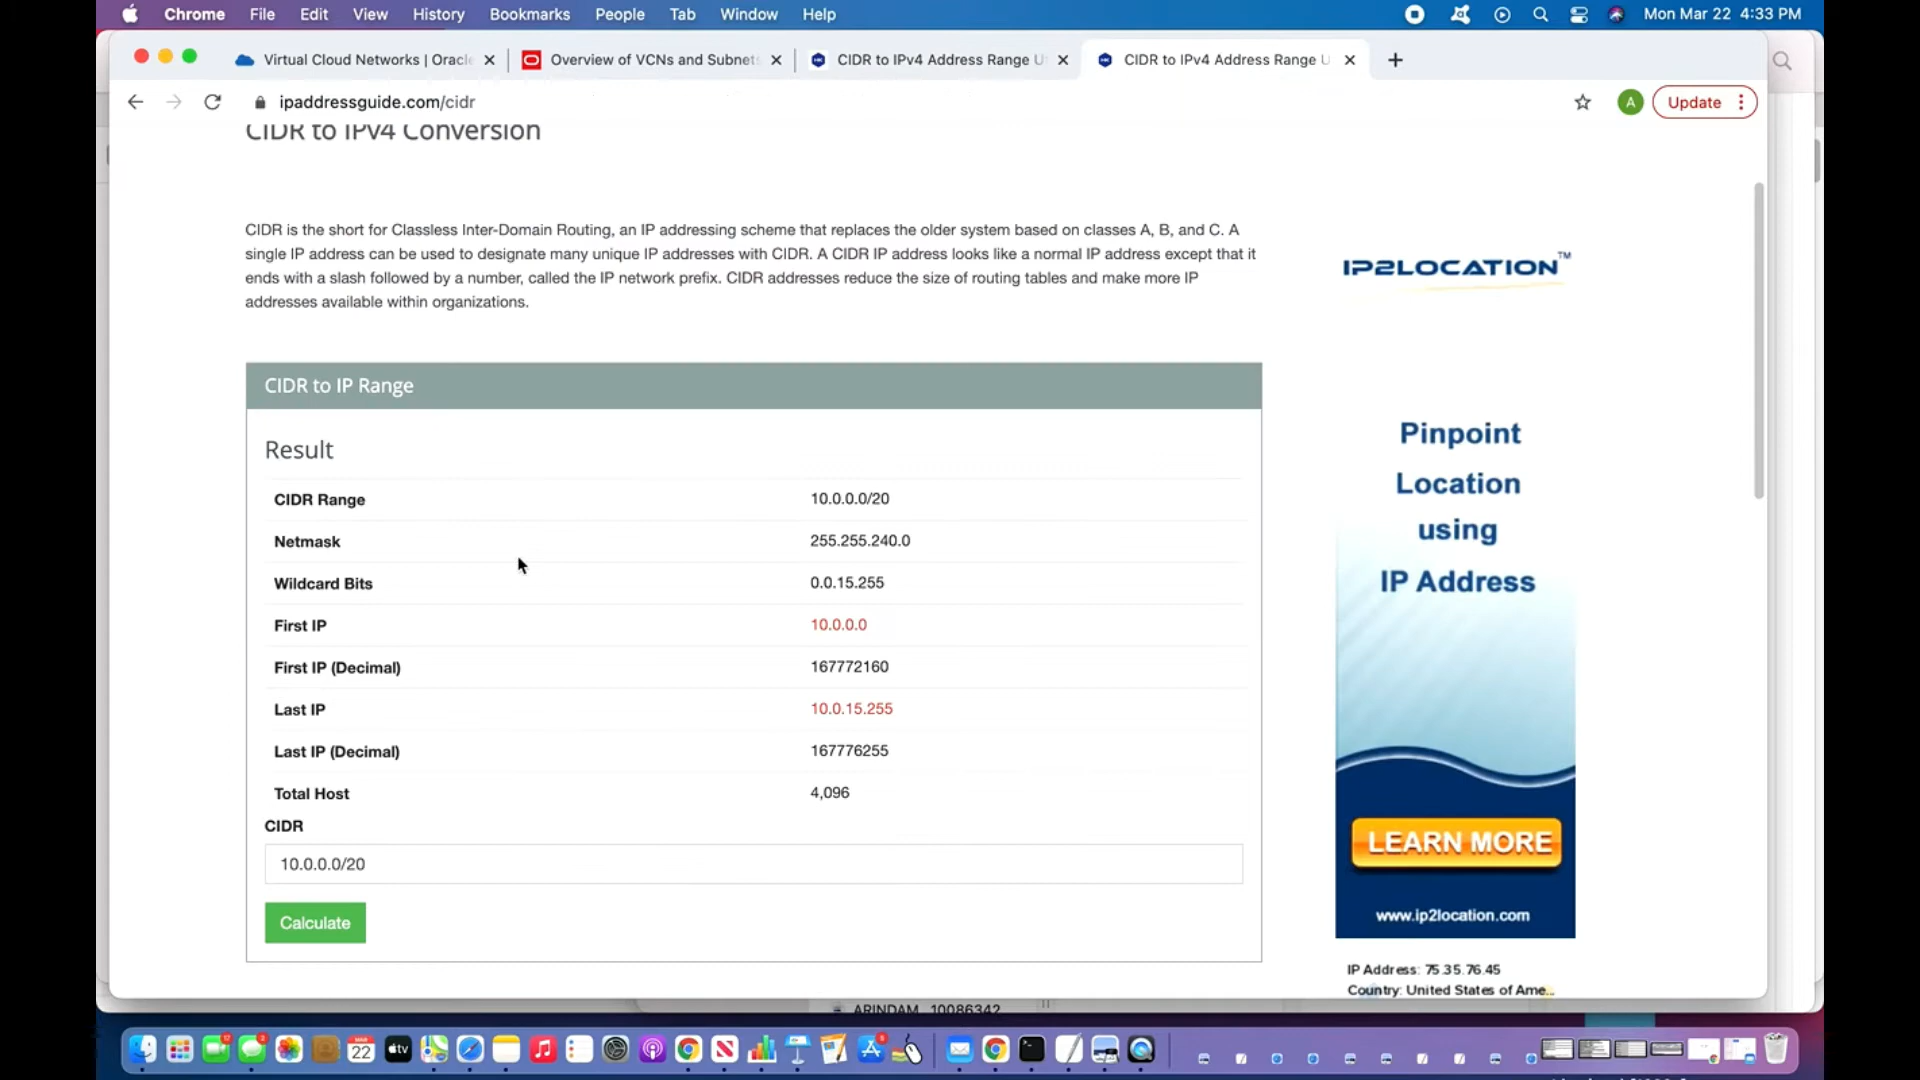 Chrome File Edit View History Bookmarks People Tab Window Help Mon Mar 22 4:33 PM
Virtual Cloud Networks | Oracle Overview of VCNs and Subnets CIDR to IPv4 Address Range U CIDR to IPv4 Address Range U
ipaddressguide.com/cidr A Update
CIDR to IPv4 Conversion
CIDR is the short for Classless Inter-Domain Routing, an IP addressing scheme that replaces the older system based on classes A, B, and C. A
single IP address can be used to designate many unique IP addresses with CIDR. A CIDR IP address looks like a normal IP address except that it
ends with a slash followed by a number, called the IP network prefix. CIDR addresses reduce the size of routing tables and make more IP
addresses available within organizations.
CIDR to IP Range
Result
CIDR Range 10.0.0.0/20
Netmask 255.255.240.0
Wildcard Bits 0.0.15.255
First IP 10.0.0.0
First IP (Decimal) 167772160
Last IP 10.0.15.255
Last IP (Decimal) 167776255
Total Host 4,096
CIDR
10.0.0.0/20
Calculate
IP2LOCATION™
Pinpoint
Location
using
IP Address
LEARN MORE
www.ip2location.com
IP Address: 75.35.76.45
Country: United States of Ame...
ARINDAM_10086342
22
tv